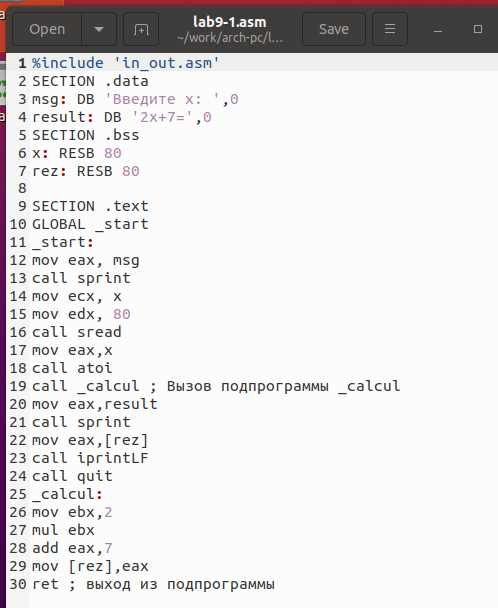 Open
lab9-1.asm
~/work/arch-pc/l...
Save
1 %include 'in_out.asm'
2 SECTION .data
3 msg: DB 'Введите x: ',0
4 result: DB '2x+7=',0
5 SECTION .bss
6 x: RESB 80
7 rez: RESB 80
8
9 SECTION .text
10 GLOBAL _start
11 _start:
12 mov eax, msg
13 call sprint
14 mov ecx, x
15 mov edx, 80
16 call sread
17 mov eax,x
18 call atoi
19 call _calcul ; Вызов подпрограммы _calcul
20 mov eax,result
21 call sprint
22 mov eax,[rez]
23 call iprintLF
24 call quit
25 _calcul:
26 mov ebx,2
27 mul ebx
28 add eax,7
29 mov [rez],eax
30 ret ; выход из подпрограммы